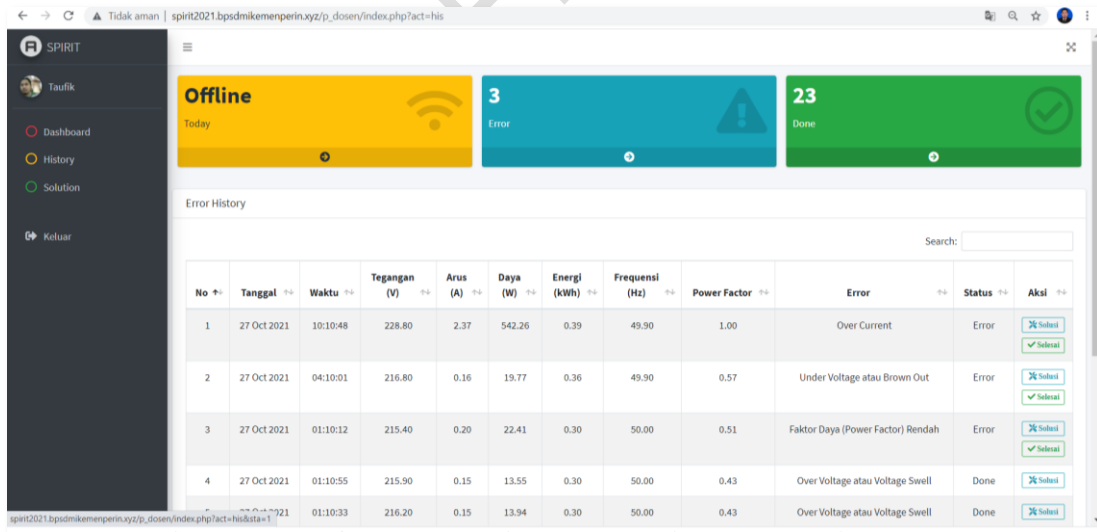 Tidak aman | spirit2021.bpsdmikemenperin.xyz/p_dosen/index.php?act=his
SPIRIT
Taufik
Dashboard
History
Solution
Keluar
Offline
Today
3
Error
23
Done
Error History
Search:
No Tanggal Waktu Tegangan (V) Arus (A) Daya (W) Energi (kWh) Frequensi (Hz) Power Factor Error Status Aksi
1 27 Oct 2021 10:10:48 228.80 2.37 542.26 0.39 49.90 1.00 Over Current Error Solusi
Selesai
2 27 Oct 2021 04:10:01 216.80 0.16 19.77 0.36 49.90 0.57 Under Voltage atau Brown Out Error Solusi
Selesai
3 27 Oct 2021 01:10:12 215.40 0.20 22.41 0.30 50.00 0.51 Faktor Daya (Power Factor) Rendah Error Solusi
Selesai
4 27 Oct 2021 01:10:55 215.90 0.15 13.55 0.30 50.00 0.43 Over Voltage atau Voltage Swell Done Solusi
01:10:33 216.20 0.15 13.94 0.30 50.00 0.43 Over Voltage atau Voltage Swell Done Solusi
spirit2021.bpsdmikemenperin.xyz/p_dosen/index.php?act=his&sta=1